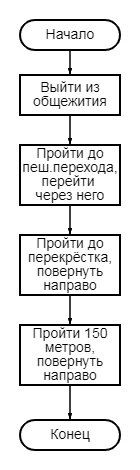 Начало
Выйти из
общежития
Пройти до
пеш.перехода,
перейти
через него
Пройти до
перекрёстка,
повернуть
направо
Пройти 150
метров,
повернуть
направо
Конец